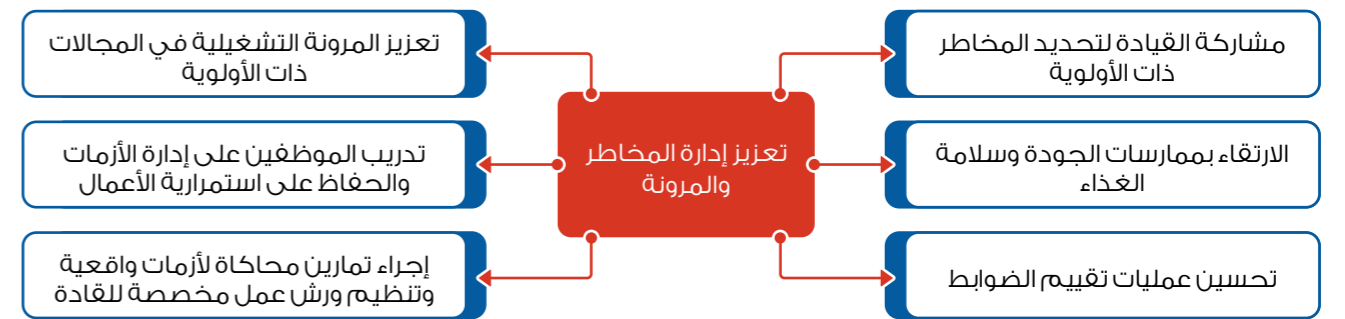 مشاركة القيادة لتحديد المخاطر
ذات الأولوية
الارتقاء بممارسات الجودة وسلامة
الغذاء
تحسين عمليات تقييم الضوابط
تعزيز إدارة المخاطر
والمرونة
تعزيز المرونة التشغيلية في المجالات
ذات الأولوية
تدريب الموظفين على إدارة الأزمات
والحفاظ على استمرارية الأعمال
إجراء تمارين محاكاة لأزمات واقعية
وتنظيم ورش عمل مخصصة للقادة